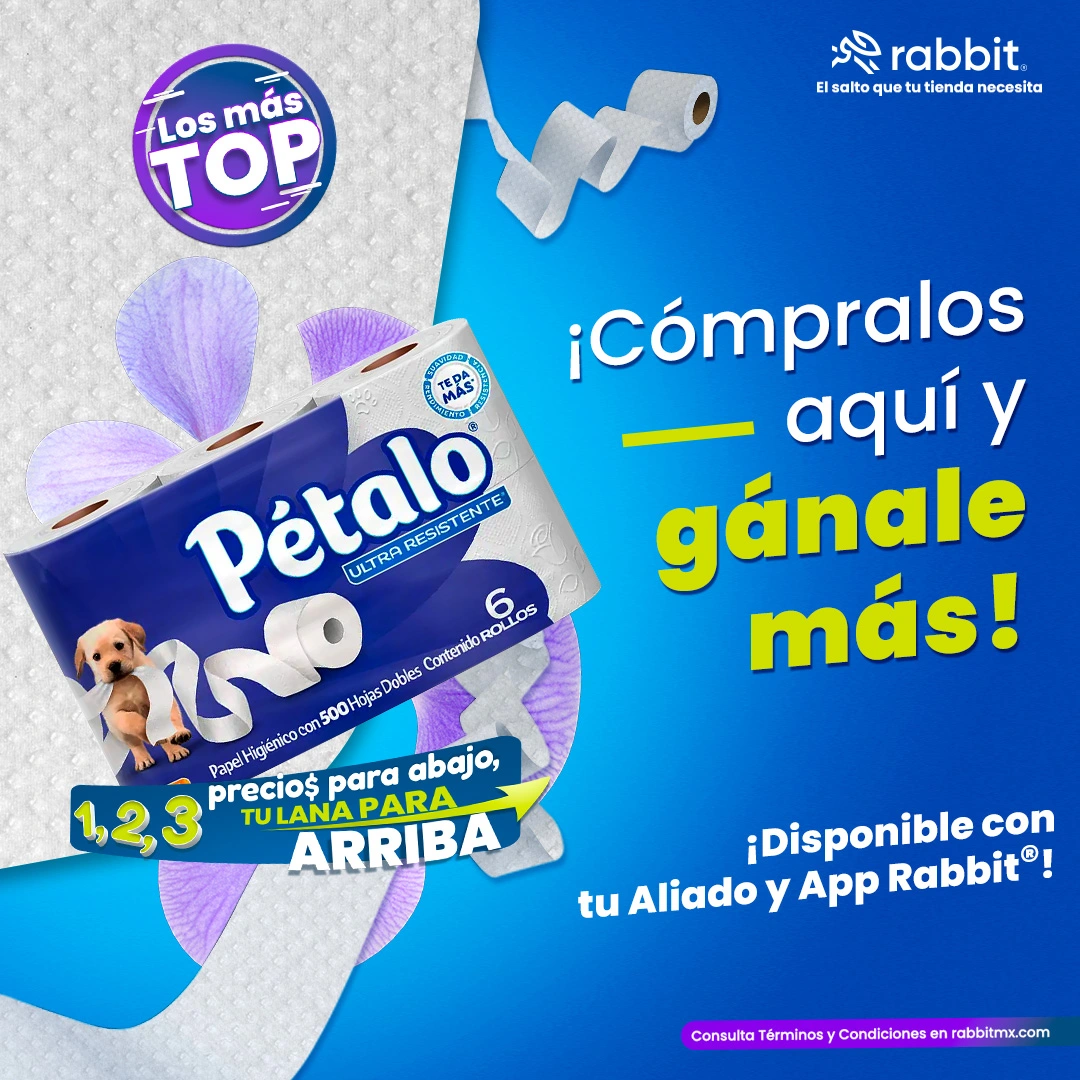 rabbit®
El salto que tu tienda necesita
Los más
TOP
¡Cómpralos
aquí y
gánale
más!
SUAVIDAD
RESISTENCIA
RENDIMIENTO
TE DA
MÁS*
Pétalo®
ULTRA RESISTENTE*
6
Contenido ROLLOS
Papel Higiénico con 500 Hojas Dobles
1, 2, 3
precio$ para abajo,
TU LANA PARA
ARRIBA
¡Disponible con
tu Aliado y App Rabbit®!
Consulta Términos y Condiciones en rabbitmx.com